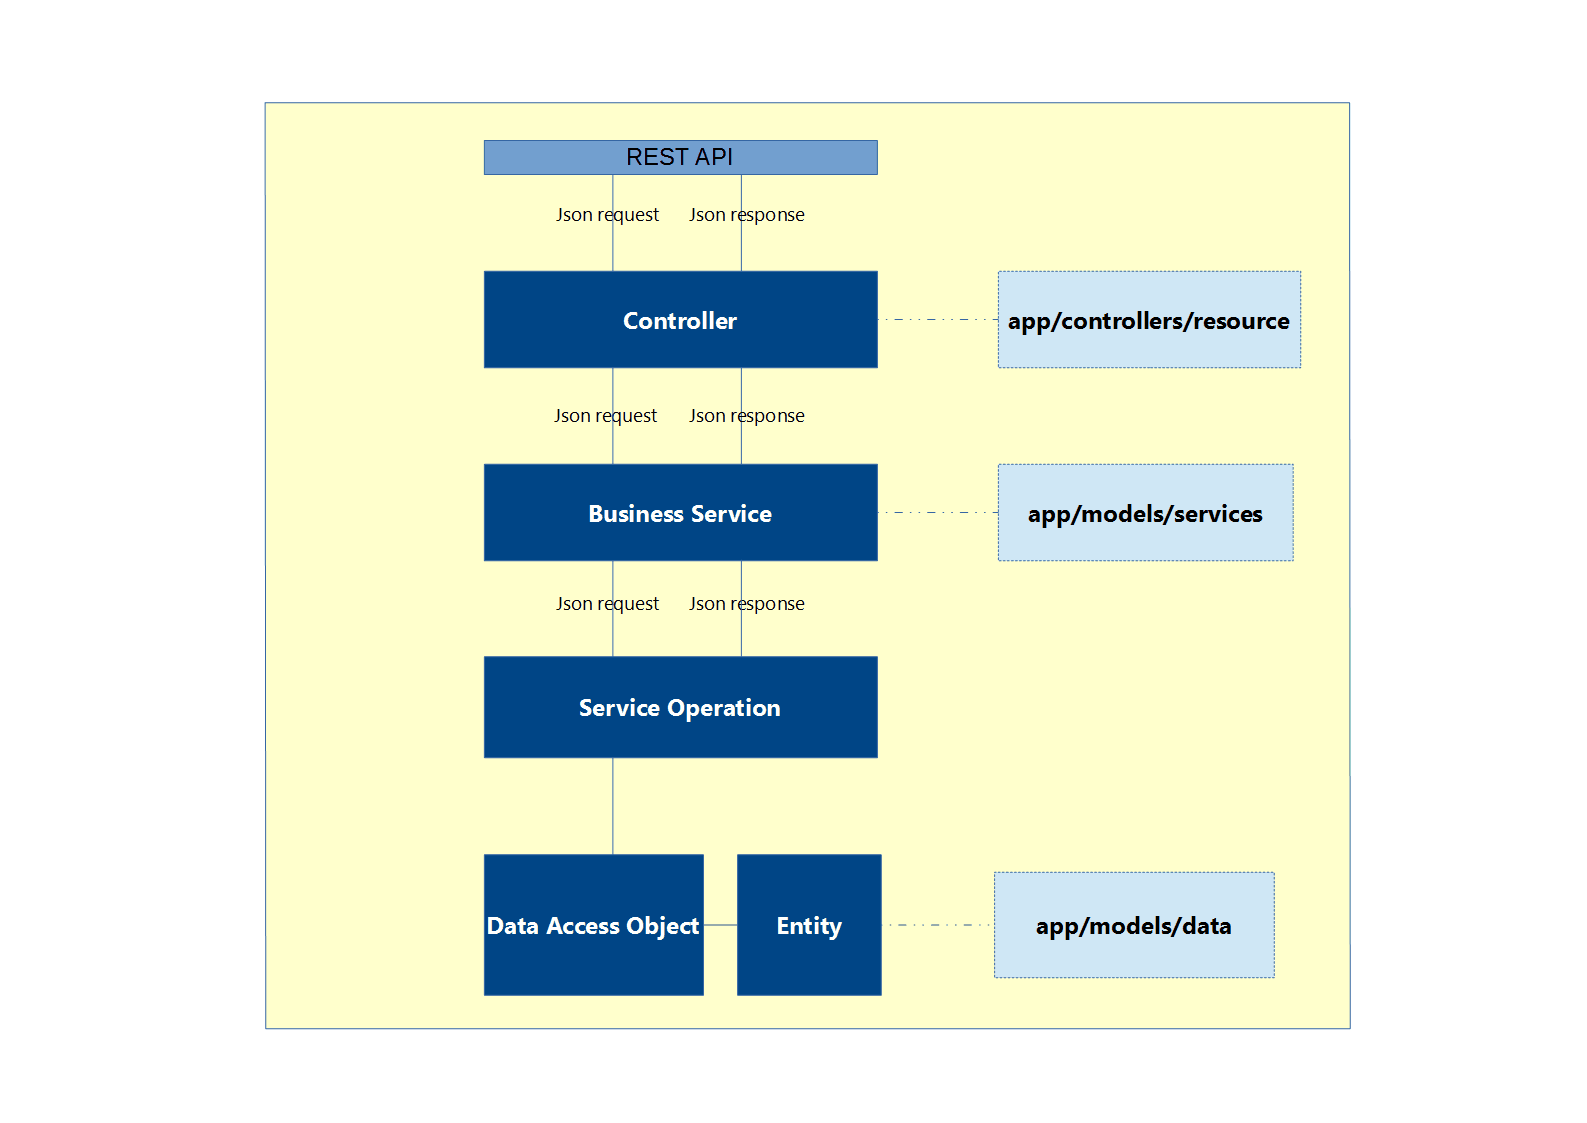 REST API
Json request Json response
Controller app/controllers/resource
Json request Json response
Business Service app/models/services
Json request Json response
Service Operation
Data Access Object Entity app/models/data